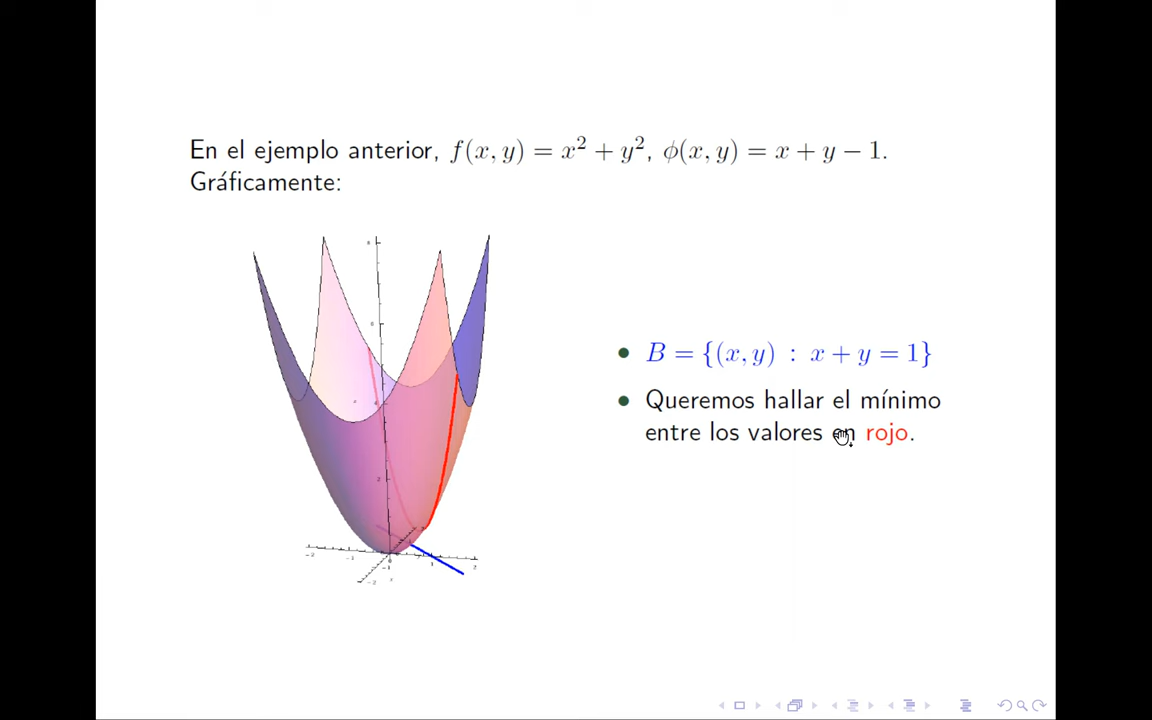 En el ejemplo anterior, f(x, y) = x² + y², ϕ(x, y) = x + y − 1.
Gráficamente:
• B = {(x, y) : x + y = 1}
• Queremos hallar el mínimo
entre los valores en rojo.